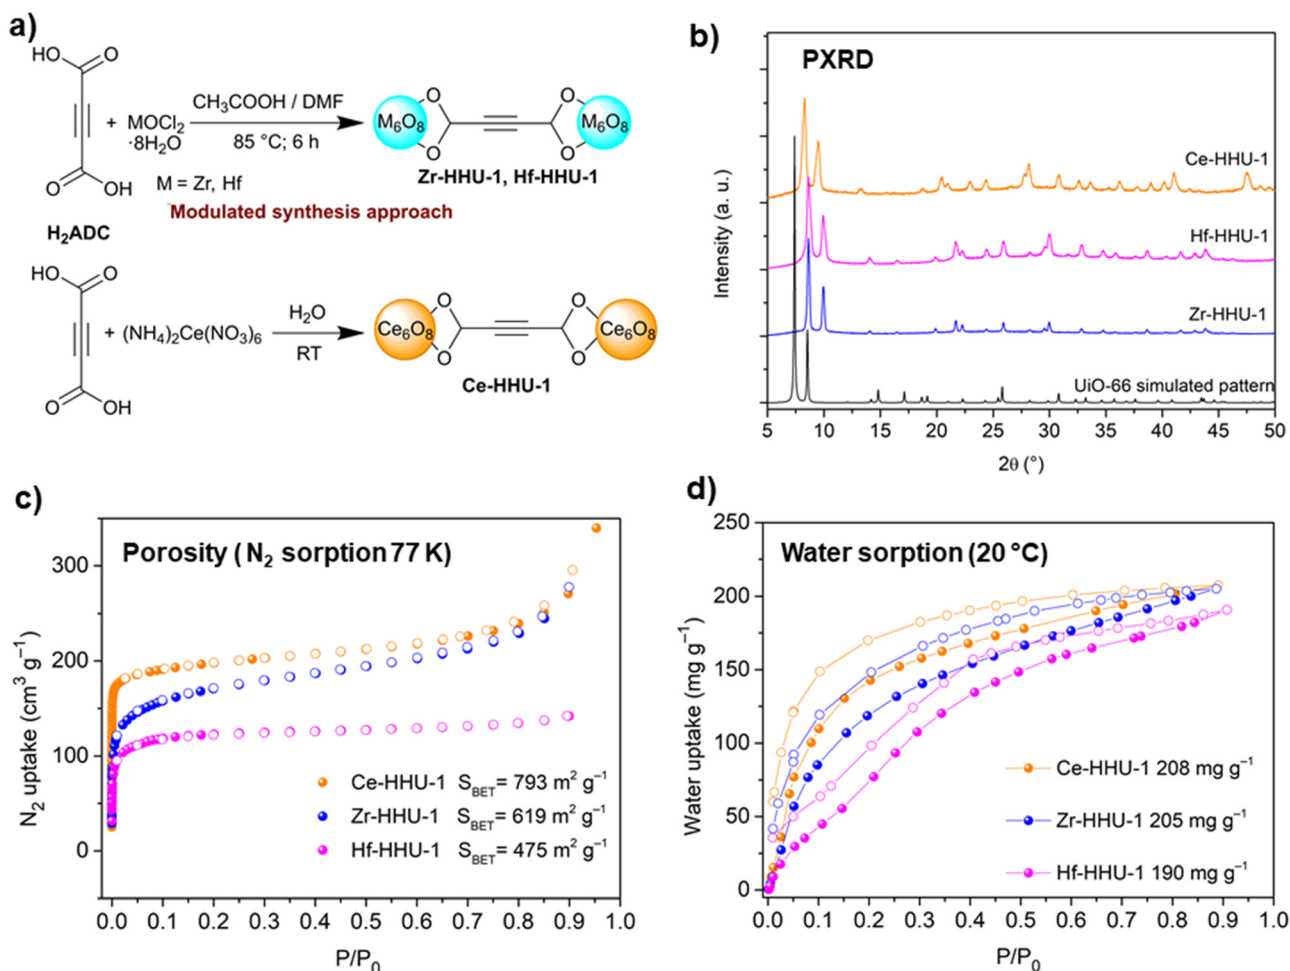 a)
HO
O
O
OH
H₂ADC
+ MOCl₂
·8H₂O
CH₃COOH / DMF
85 °C; 6 h
M = Zr, Hf
Modulated synthesis approach
M₆O₈
O
O
O
O
M₆O₈
Zr-HHU-1, Hf-HHU-1
HO
O
O
OH
+ (NH₄)₂Ce(NO₃)₆
H₂O
RT
Ce₆O₈
O
O
O
O
Ce₆O₈
Ce-HHU-1
b)
PXRD
Intensity (a. u.)
Ce-HHU-1
Hf-HHU-1
Zr-HHU-1
UiO-66 simulated pattern
5 10 15 20 25 30 35 40 45 50
2θ (°)
c)
Porosity ( N₂ sorption 77 K)
N₂ uptake (cm³ g⁻¹)
300
200
100
0
Ce-HHU-1 S_BET = 793 m² g⁻¹
Zr-HHU-1 S_BET = 619 m² g⁻¹
Hf-HHU-1 S_BET = 475 m² g⁻¹
0.0 0.1 0.2 0.3 0.4 0.5 0.6 0.7 0.8 0.9 1.0
P/P₀
d)
Water sorption (20 °C)
Water uptake (mg g⁻¹)
250
200
150
100
50
0
Ce-HHU-1 208 mg g⁻¹
Zr-HHU-1 205 mg g⁻¹
Hf-HHU-1 190 mg g⁻¹
0.0 0.1 0.2 0.3 0.4 0.5 0.6 0.7 0.8 0.9 1.0
P/P₀